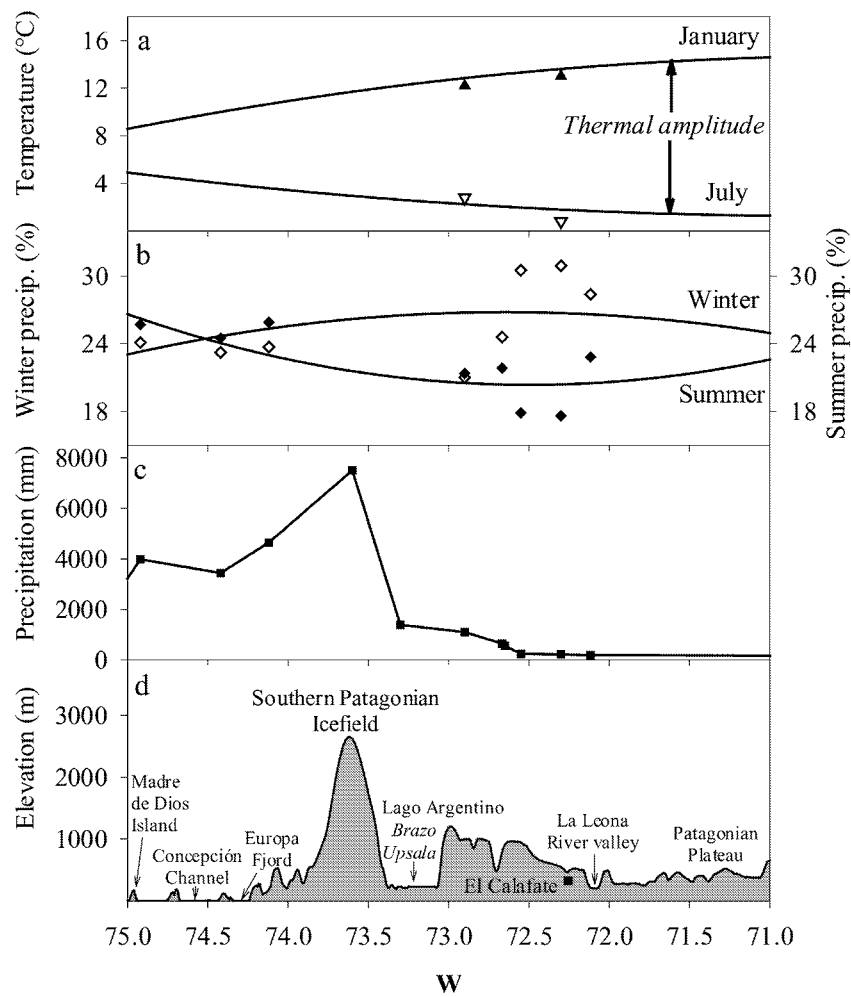 Temperature (°C)
16
12
8
4
a
January
Thermal amplitude
July
Winter precip. (%)
30
24
18
b
Winter
Summer
30
24
18
Summer precip. (%)
Precipitation (mm)
8000
6000
4000
2000
0
c
Elevation (m)
3000
2000
1000
d
Southern Patagonian
Icefield
Madre
de Dios
Island
Concepción
Channel
Europa
Fjord
Lago Argentino
Brazo
Upsala
El Calafate
La Leona
River valley
Patagonian
Plateau
75.0 74.5 74.0 73.5 73.0 72.5 72.0 71.5 71.0
W